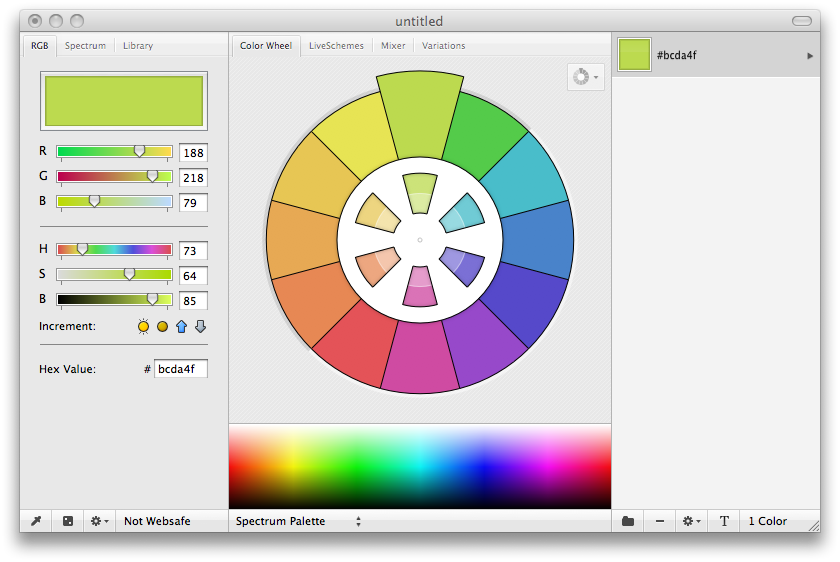 untitled
RGB
Spectrum
Library
R 188
G 218
B 79
H 73
S 64
B 85
Increment:
Hex Value: # bcda4f
Not Websafe
Color Wheel
LiveSchemes
Mixer
Variations
Spectrum Palette
#bcda4f
T
1 Color